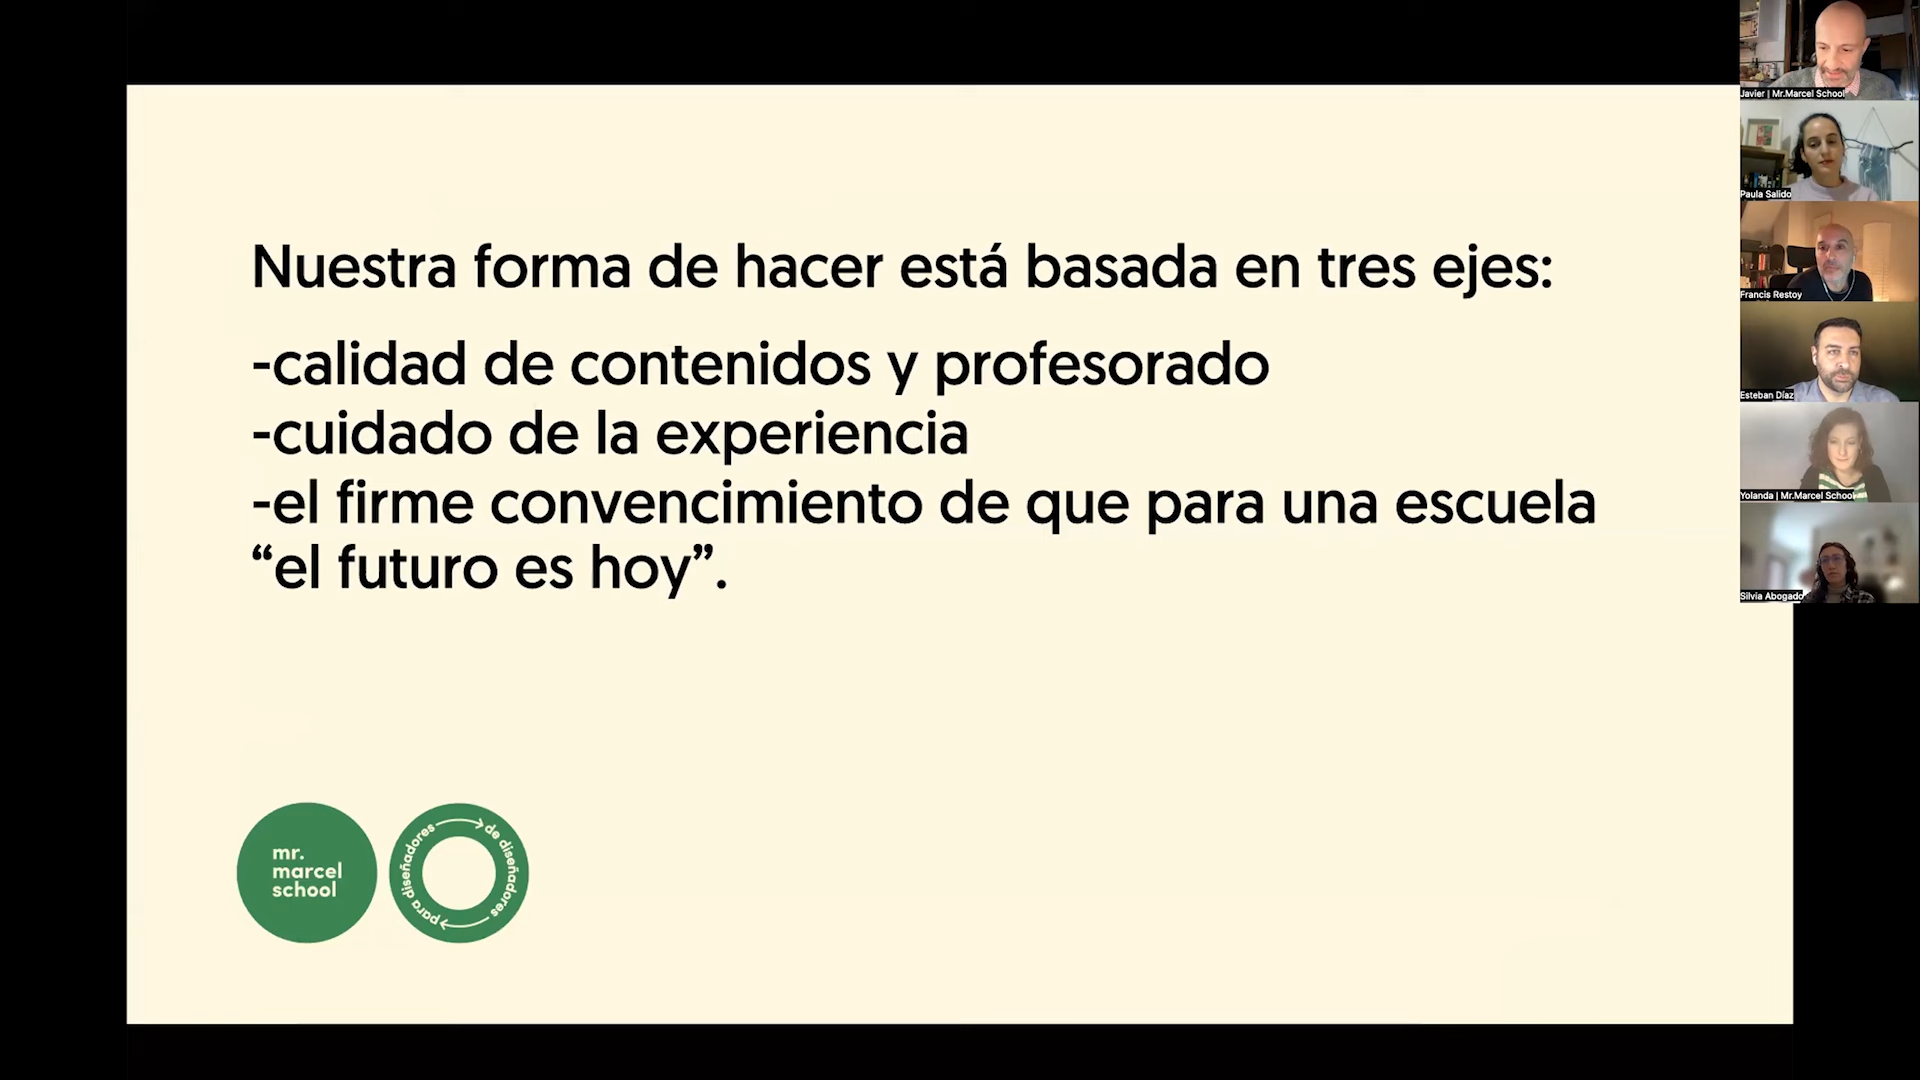 Nuestra forma de hacer está basada en tres ejes:
-calidad de contenidos y profesorado
-cuidado de la experiencia
-el firme convencimiento de que para una escuela
“el futuro es hoy”.
mr.
marcel
school
de diseñadores
para diseñadores
Javier | Mr.Marcel School
Paula Salido
Francis Restoy
Esteban Díaz
Yolanda | Mr.Marcel School
Silvia Abogado